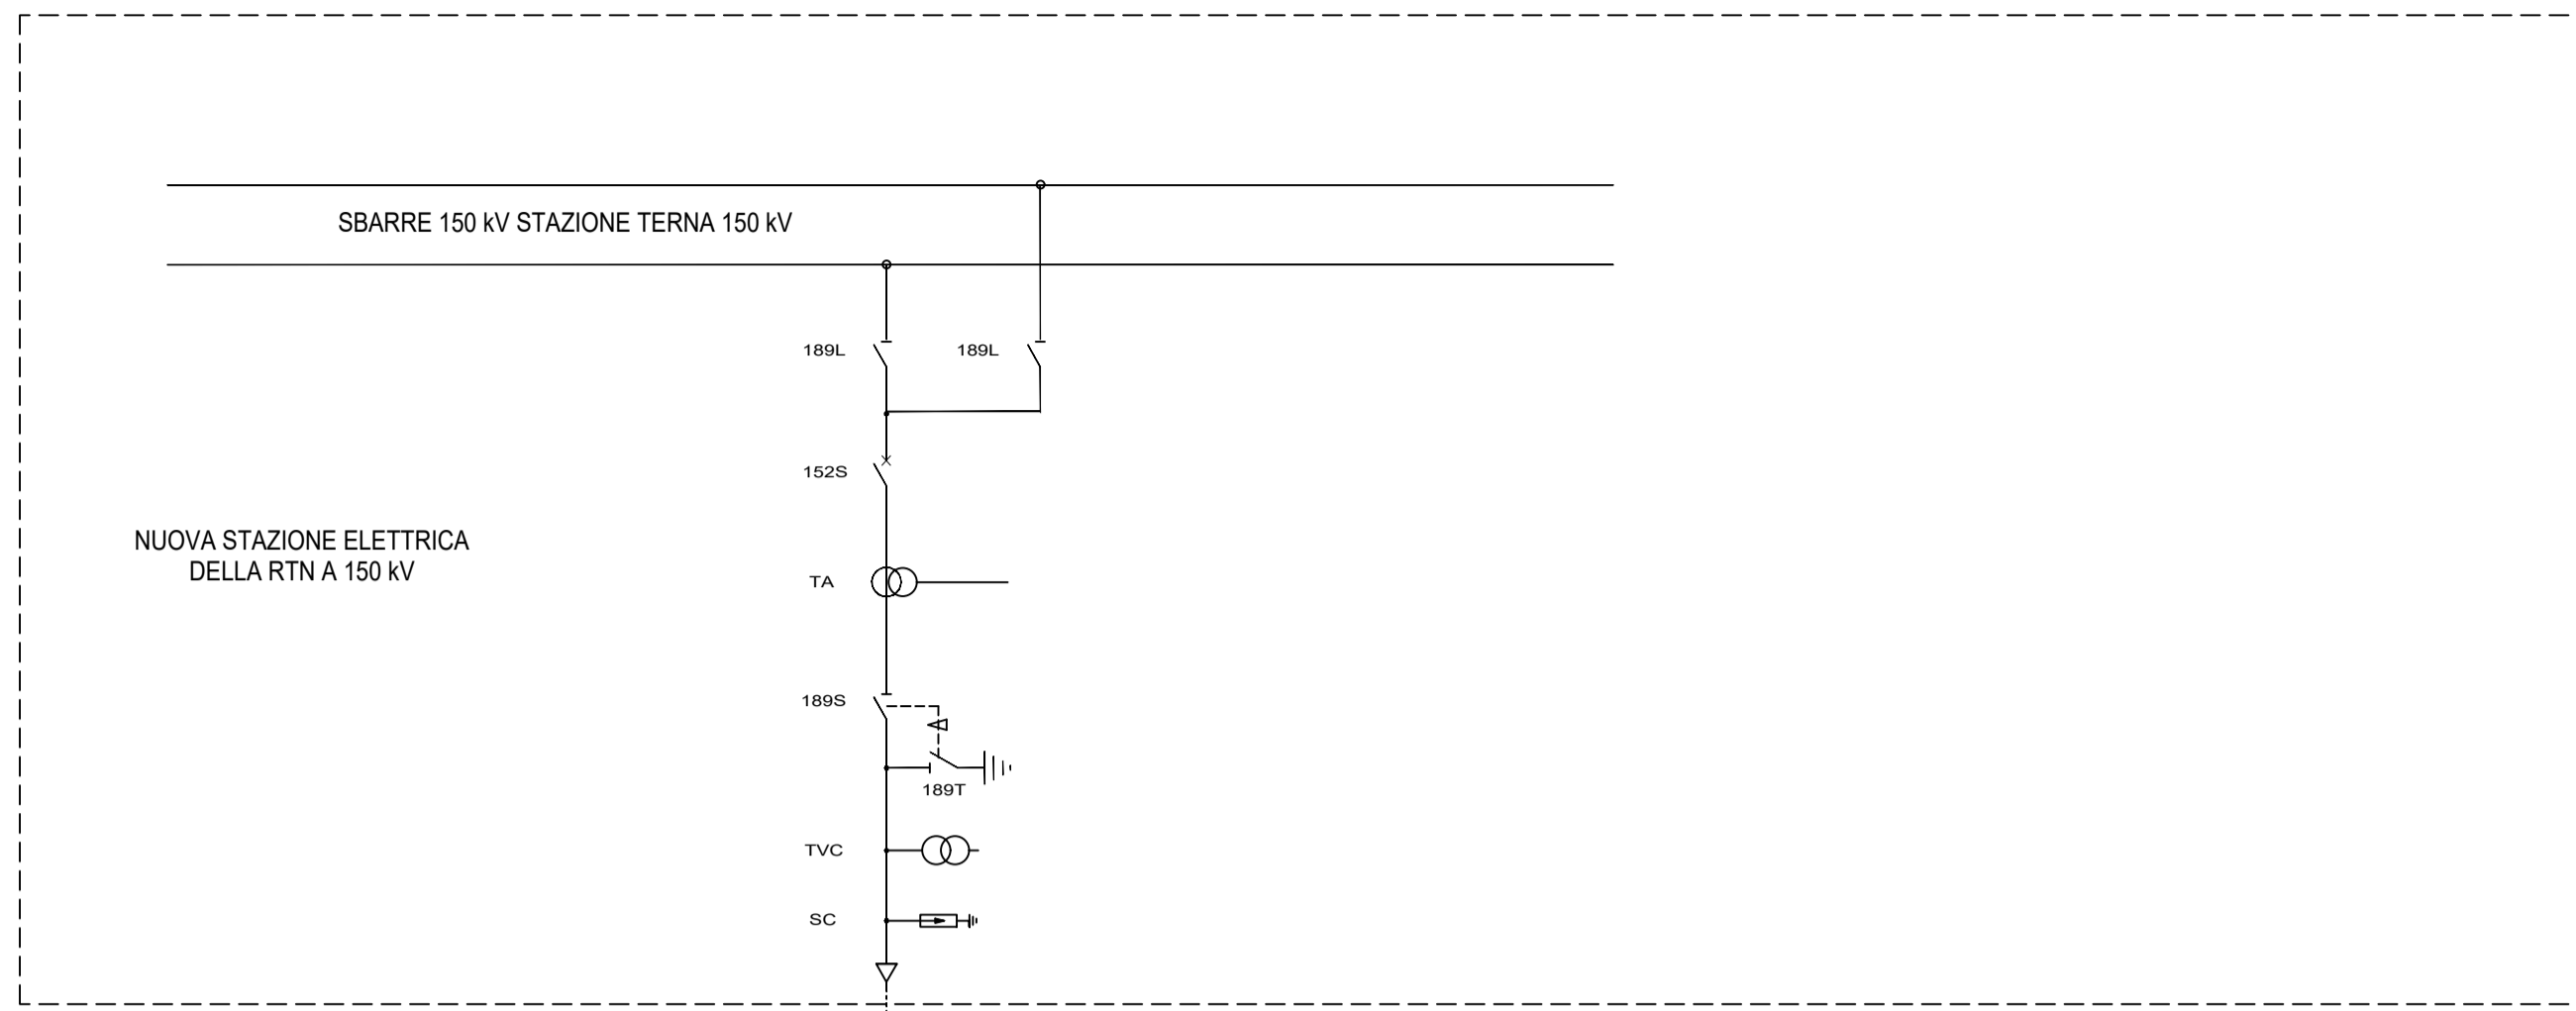 SBARRE 150 kV STAZIONE TERNA 150 kV
189L
189L
152S
NUOVA STAZIONE ELETTRICA
DELLA RTN A 150 kV
TA
189S
189T
TVC
SC